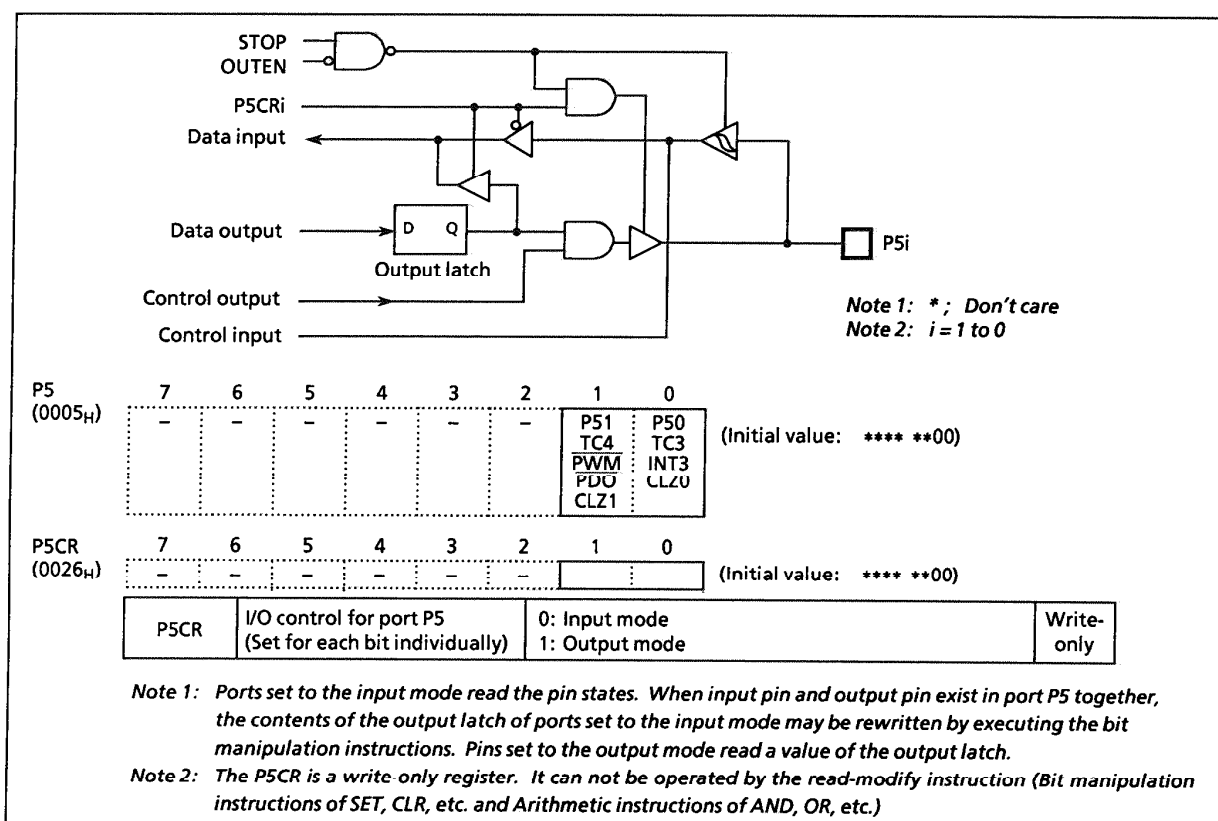 STOP
OUTEN
P5CRi
Data input
Data output
D Q
Output latch
P5i
Control output
Control input
Note 1: * ; Don't care
Note 2: i = 1 to 0
P5
(0005H)
7 6 5 4 3 2 1 0
– – – – – – P51 P50
TC4 TC3
PWM INT3
PDO CLZ0
CLZ1
(Initial value: **** **00)
P5CR
(0026H)
7 6 5 4 3 2 1 0
– – – – – –
(Initial value: **** **00)
P5CR
I/O control for port P5
(Set for each bit individually)
0: Input mode
1: Output mode
Write-
only
Note 1: Ports set to the input mode read the pin states. When input pin and output pin exist in port P5 together,
the contents of the output latch of ports set to the input mode may be rewritten by executing the bit
manipulation instructions. Pins set to the output mode read a value of the output latch.
Note 2: The P5CR is a write-only register. It can not be operated by the read-modify instruction (Bit manipulation
instructions of SET, CLR, etc. and Arithmetic instructions of AND, OR, etc.)